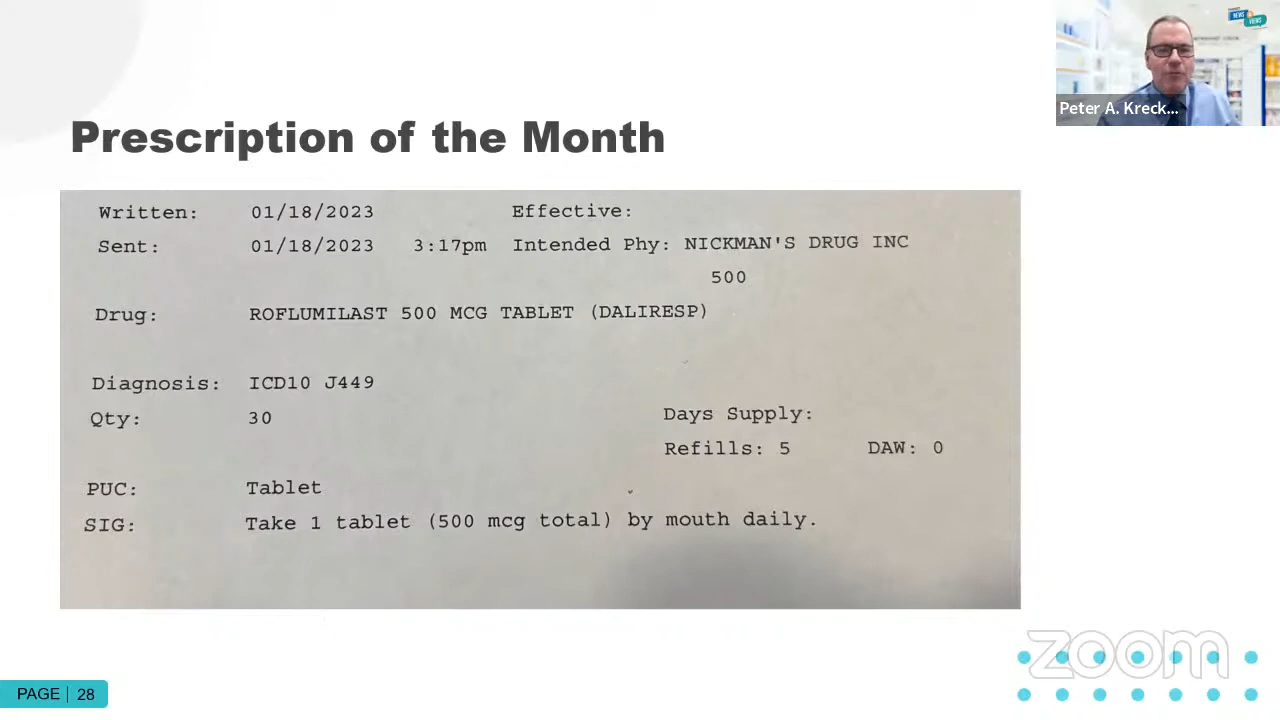 NEWS
VIEWS
Peter A. Kreck...
Prescription of the Month
Written: 01/18/2023 Effective:
Sent: 01/18/2023 3:17pm Intended Phy: NICKMAN'S DRUG INC
500
Drug: ROFLUMILAST 500 MCG TABLET (DALIRESP)
Diagnosis: ICD10 J449
Qty: 30 Days Supply:
Refills: 5 DAW: 0
PUC: Tablet
SIG: Take 1 tablet (500 mcg total) by mouth daily.
zoom
PAGE | 28